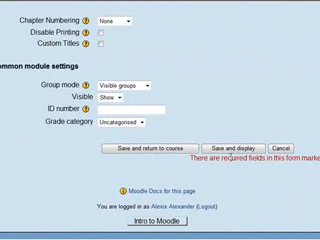 Chapter Numbering None
Disable Printing
Custom Titles
ommon module settings
Group mode Visible groups
Visible Show
ID number
Grade category Uncategorised
Save and return to course Save and display Cancel
There are required fields in this form marke
Moodle Docs for this page
You are logged in as Alexis Alexander (Logout)
Intro to Moodle